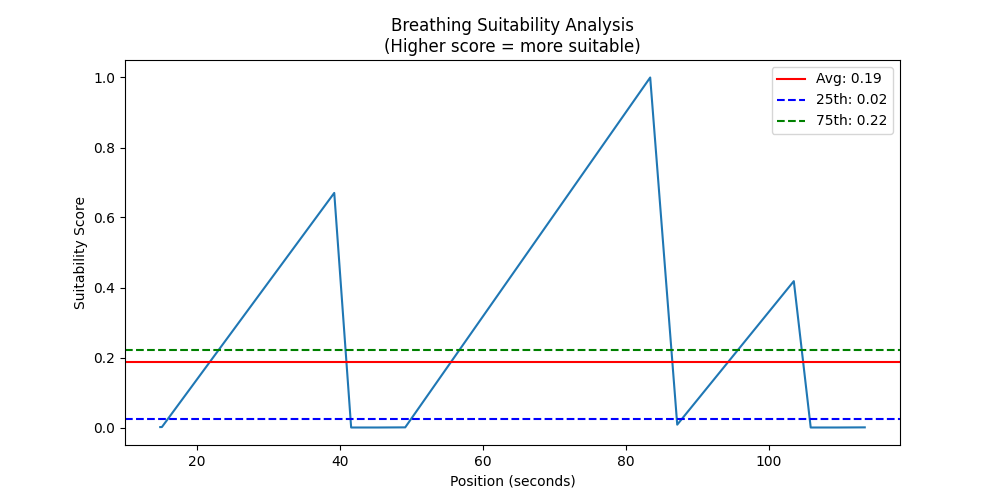 Breathing Suitability Analysis
(Higher score = more suitable)
Avg: 0.19
25th: 0.02
75th: 0.22
Suitability Score
1.0
0.8
0.6
0.4
0.2
0.0
20
40
60
80
100
Position (seconds)